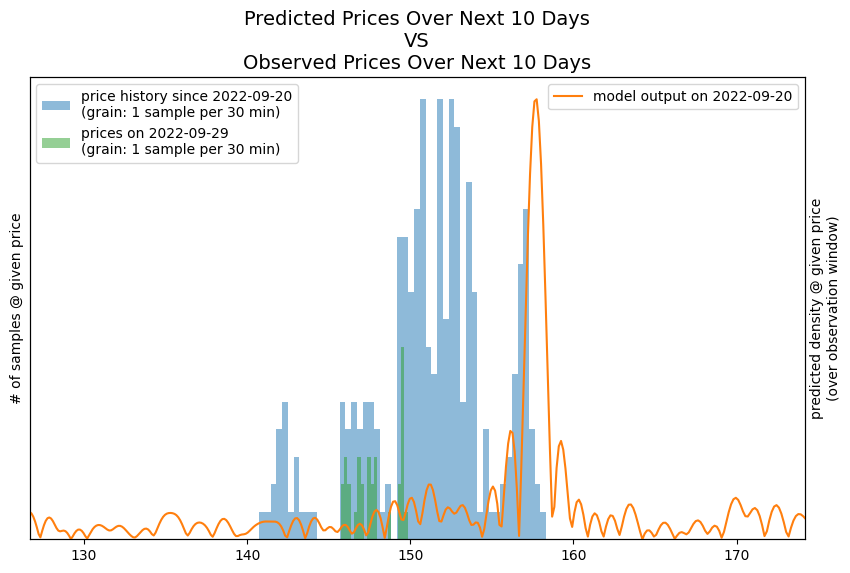 Predicted Prices Over Next 10 Days
VS
Observed Prices Over Next 10 Days
price history since 2022-09-20
(grain: 1 sample per 30 min)
prices on 2022-09-29
(grain: 1 sample per 30 min)
model output on 2022-09-20
# of samples @ given price
predicted density @ given price
(over observation window)
130 140 150 160 170